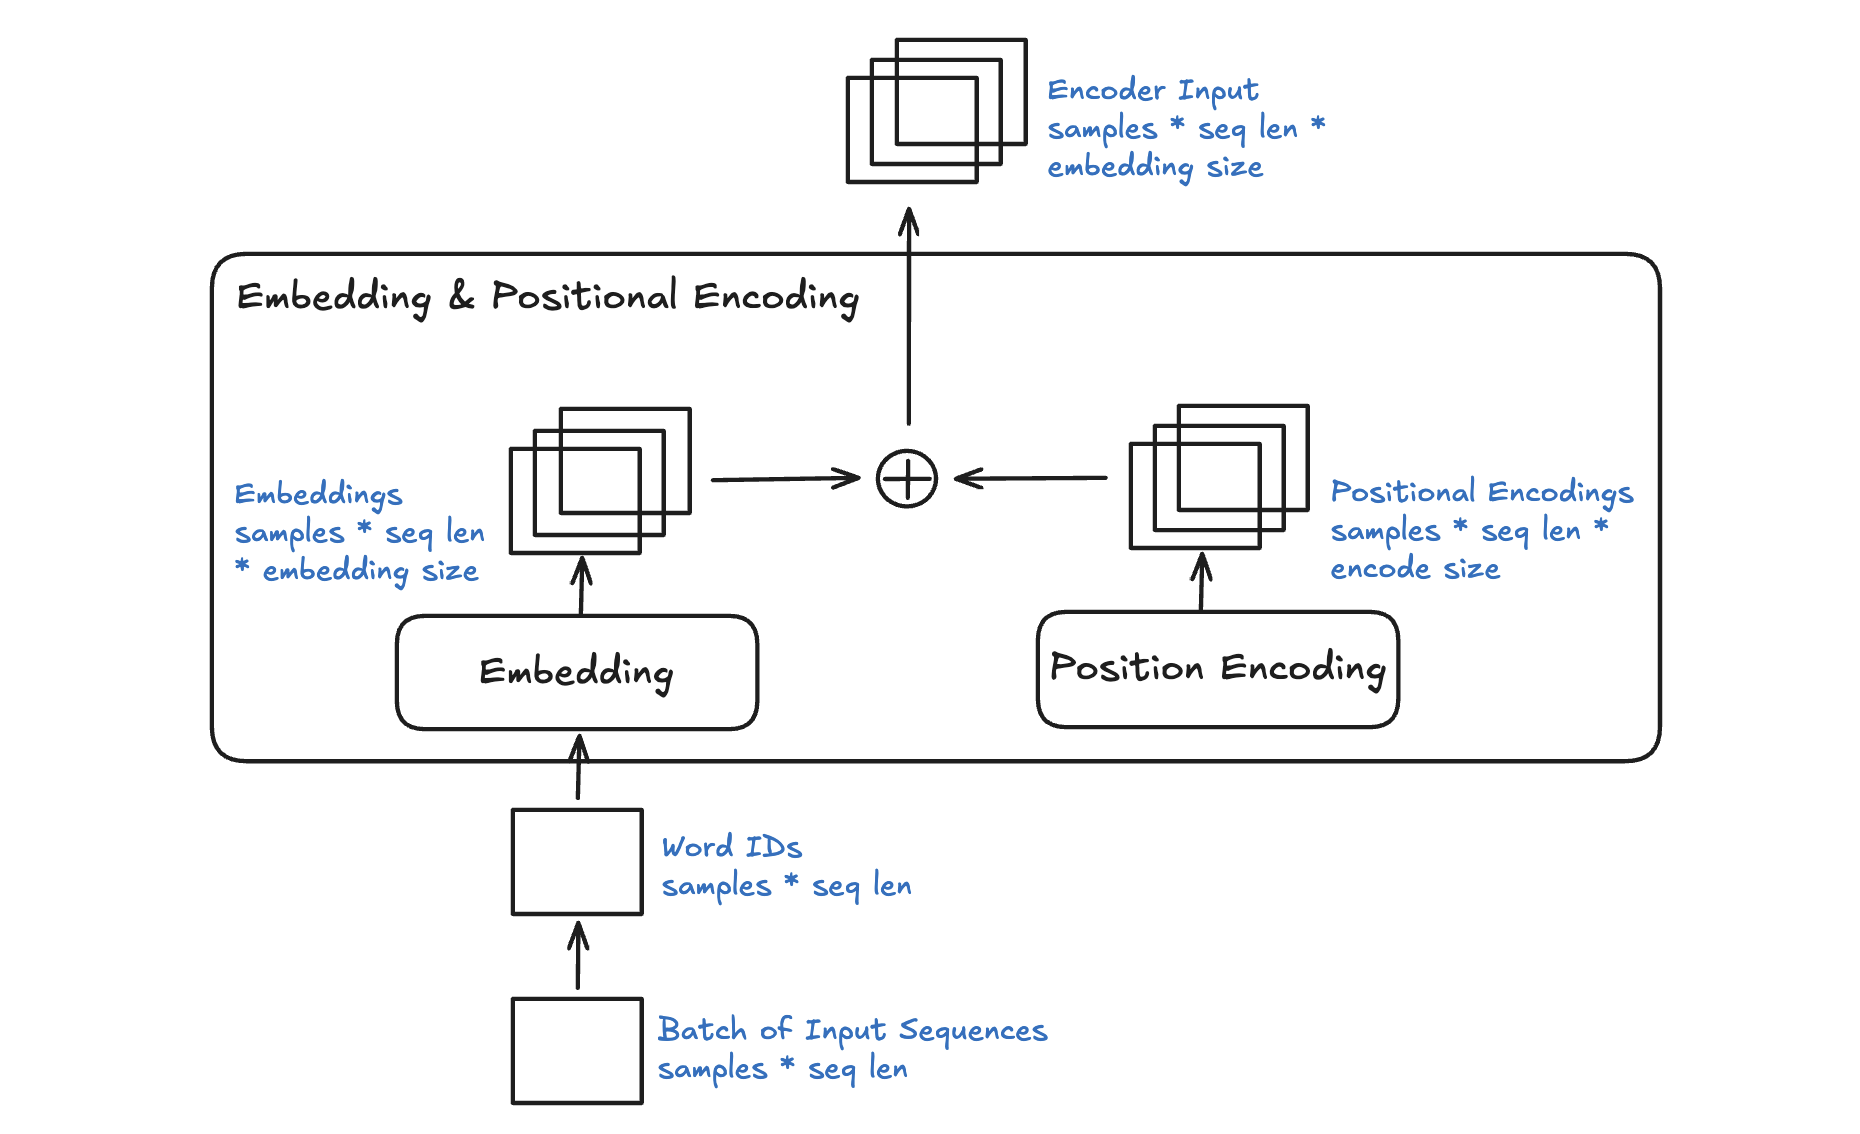 Encoder Input
samples * seq len *
embedding size
Embedding & Positional Encoding
Embeddings
samples * seq len
* embedding size
Positional Encodings
samples * seq len *
encode size
Embedding
Position Encoding
Word IDs
samples * seq len
Batch of Input Sequences
samples * seq len